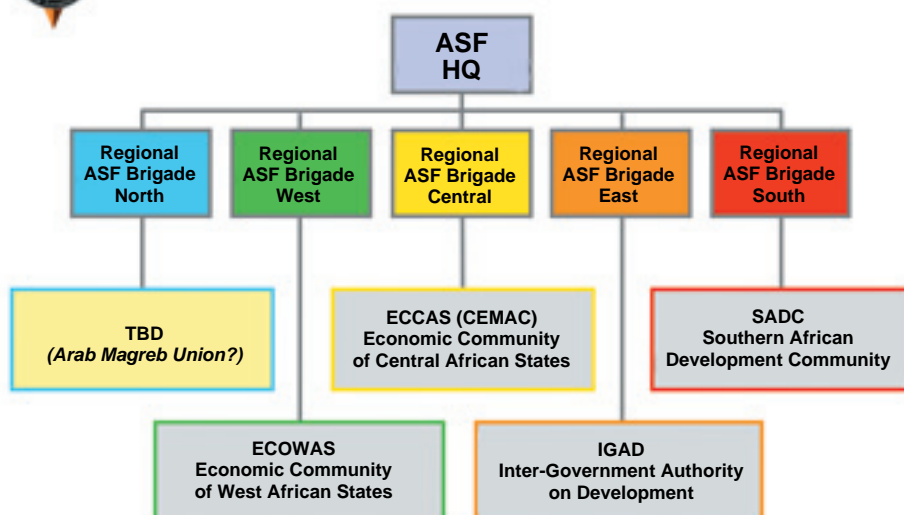 ASF
HQ
Regional
ASF Brigade
North
Regional
ASF Brigade
West
Regional
ASF Brigade
Central
Regional
ASF Brigade
East
Regional
ASF Brigade
South
TBD
(Arab Magreb Union?)
ECCAS (CEMAC)
Economic Community
of Central African States
SADC
Southern African
Development Community
ECOWAS
Economic Community
of West African States
IGAD
Inter-Government Authority
on Development